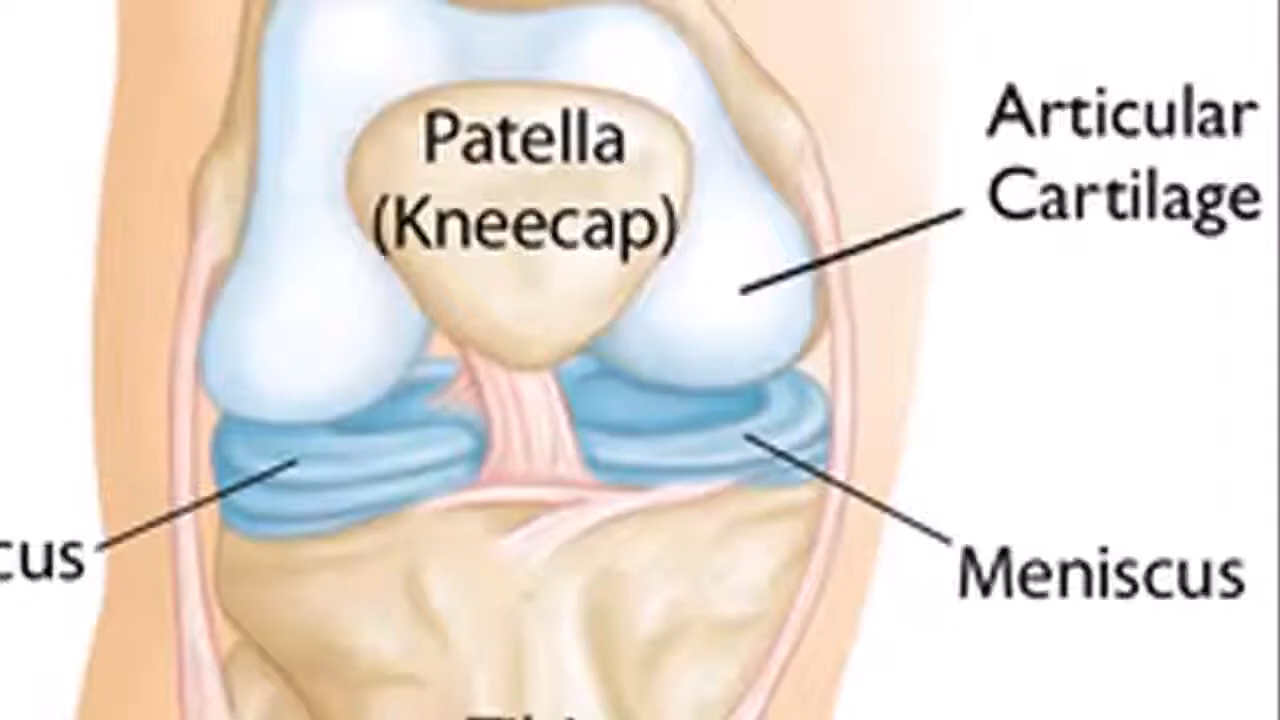 Patella
(Kneecap)
Articular
Cartilage
cus
Meniscus